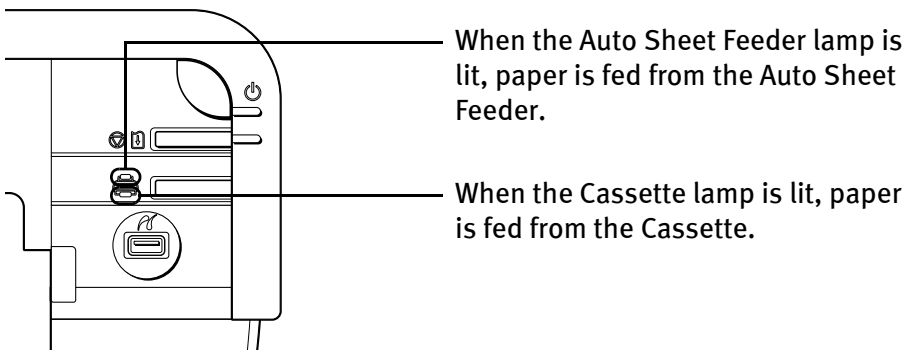 When the Auto Sheet Feeder lamp is
lit, paper is fed from the Auto Sheet
Feeder.
When the Cassette lamp is lit, paper
is fed from the Cassette.